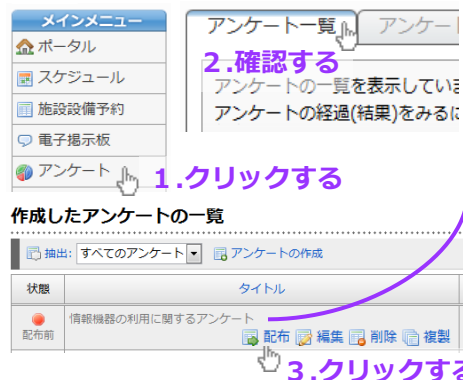 メインメニュー
ポータル
スケジュール
施設設備予約
電子掲示板
アンケート
1.クリックする
アンケート一覧 アンケート
2.確認する
アンケートの一覧を表示してい
アンケートの経過(結果)をみるに
作成したアンケートの一覧
抽出: すべてのアンケート アンケートの作成
状態 タイトル
配布前 情報機器の利用に関するアンケート
配布 編集 削除 複製
3.クリックする